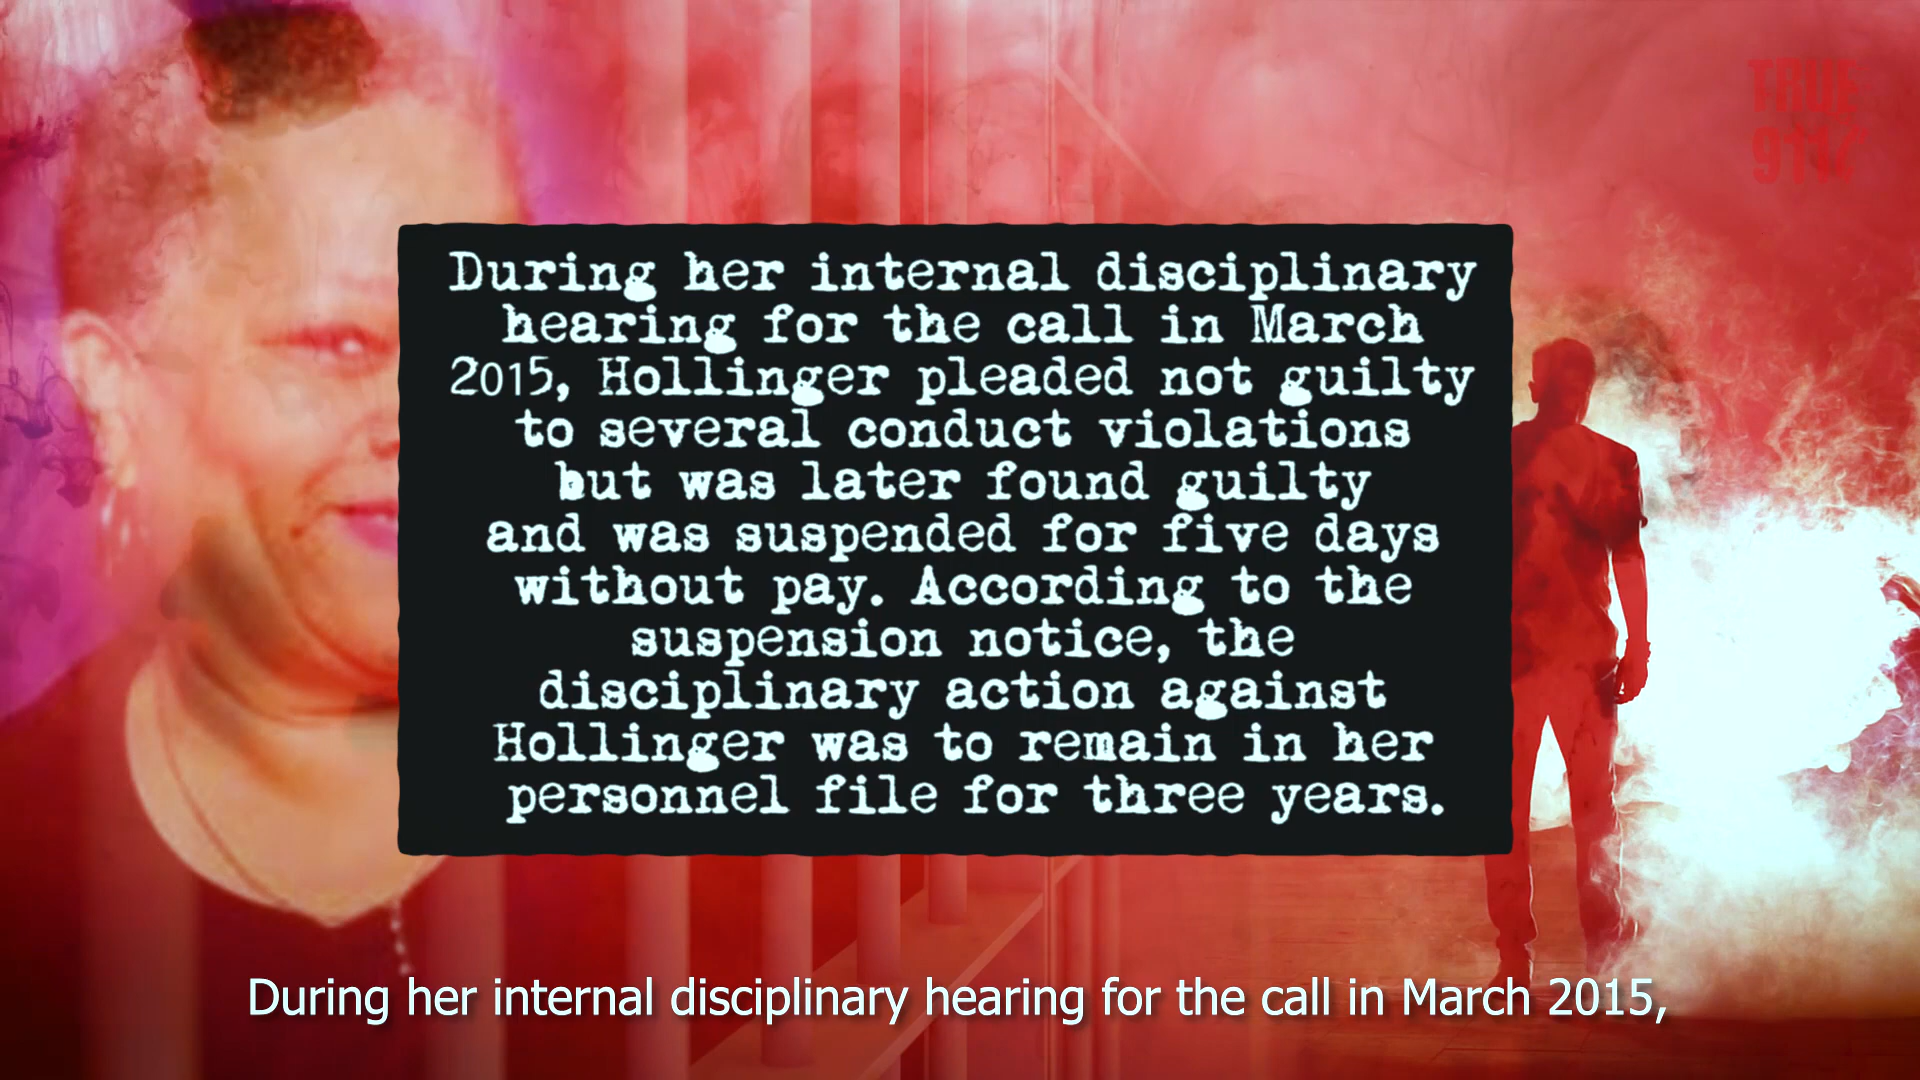 TRUE
911
During her internal disciplinary
hearing for the call in March
2015, Hollinger pleaded not guilty
to several conduct violations
but was later found guilty
and was suspended for five days
without pay. According to the
suspension notice, the
disciplinary action against
Hollinger was to remain in her
personnel file for three years.
During her internal disciplinary hearing for the call in March 2015,